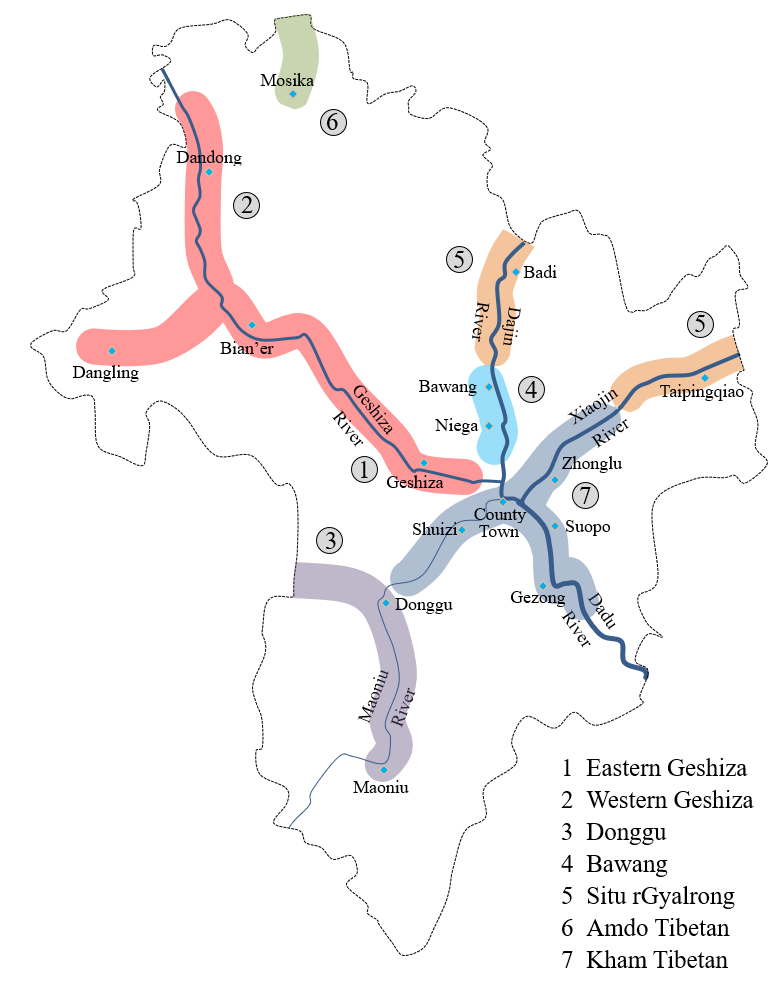 Mosika
6
Dandong
2
5
Badi
Dajin
River
5
Dangling
Bian’er
Taipingqiao
Bawang
4
Niega
Xiaojin
River
Geshiza
River
1
Geshiza
Zhonglu
7
County
Town
Shuizi
Suopo
3
Donggu
Gezong
Dadu
River
Maoniu
River
Maoniu
1 Eastern Geshiza
2 Western Geshiza
3 Donggu
4 Bawang
5 Situ rGyalrong
6 Amdo Tibetan
7 Kham Tibetan